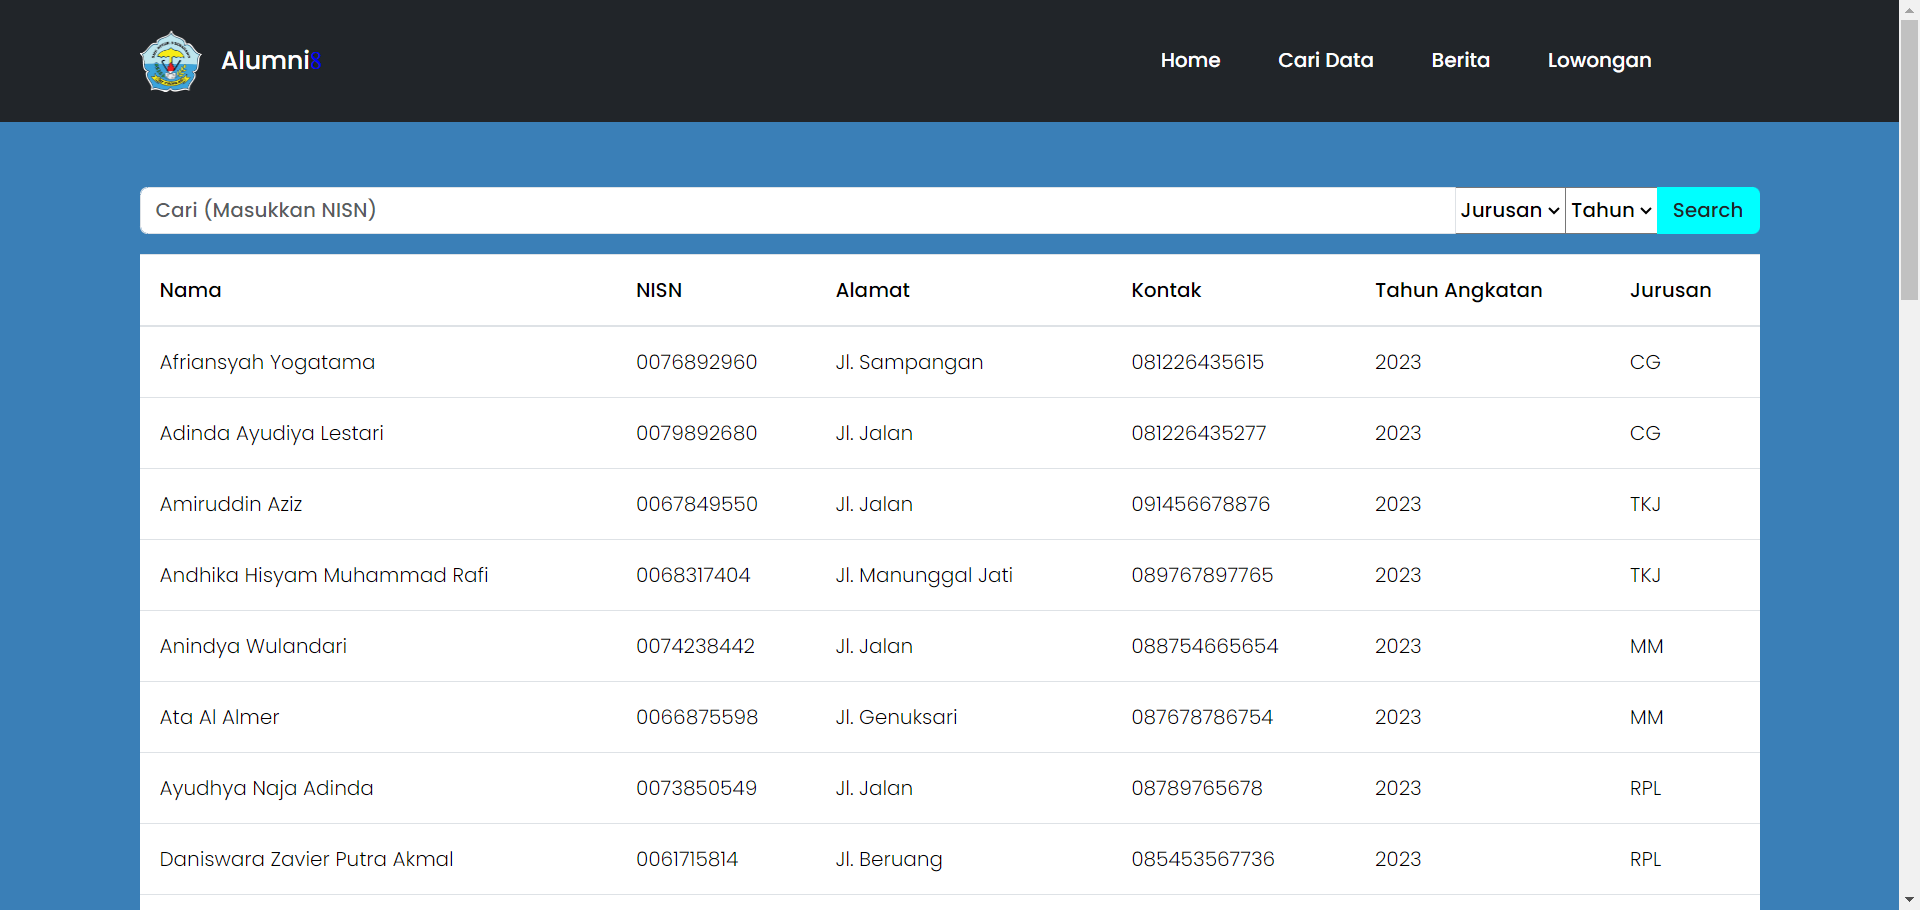 Alumni8 Home Cari Data Berita Lowongan
Cari (Masukkan NISN) Jurusan Tahun Search
Nama NISN Alamat Kontak Tahun Angkatan Jurusan
Afriansyah Yogatama 0076892960 Jl. Sampangan 081226435615 2023 CG
Adinda Ayudiya Lestari 0079892680 Jl. Jalan 081226435277 2023 CG
Amiruddin Aziz 0067849550 Jl. Jalan 091456678876 2023 TKJ
Andhika Hisyam Muhammad Rafi 0068317404 Jl. Manunggal Jati 089767897765 2023 TKJ
Anindya Wulandari 0074238442 Jl. Jalan 088754665654 2023 MM
Ata Al Almer 0066875598 Jl. Genuksari 087678786754 2023 MM
Ayudhya Naja Adinda 0073850549 Jl. Jalan 08789765678 2023 RPL
Daniswara Zavier Putra Akmal 0061715814 Jl. Beruang 085453567736 2023 RPL